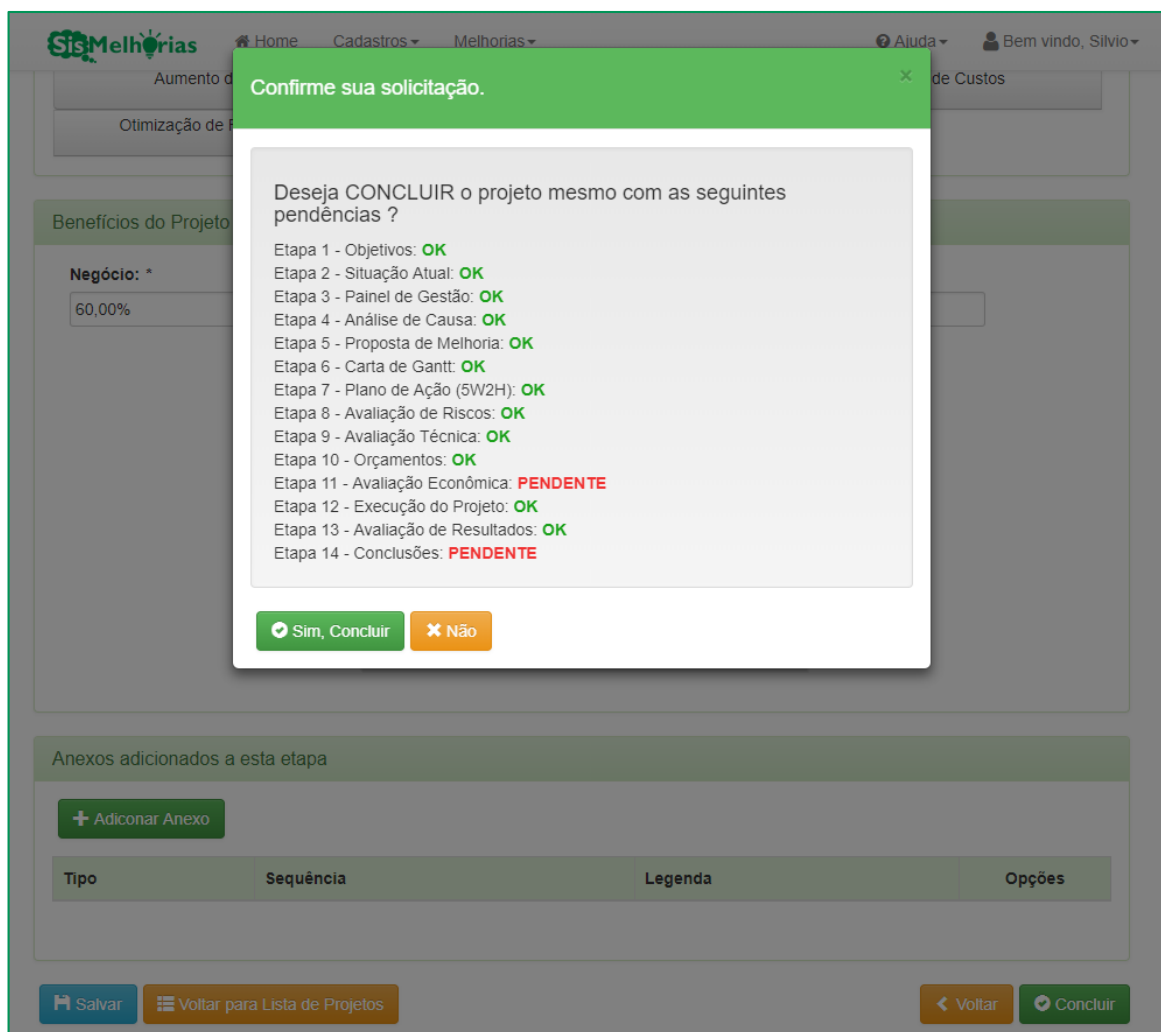 SisMelhorias Home Cadastros Melhorias Ajuda Bem vindo, Silvio
Aumento d
de Custos
Otimização de
Confirme sua solicitação.
×
Deseja CONCLUIR o projeto mesmo com as seguintes
pendências ?
Etapa 1 - Objetivos: OK
Etapa 2 - Situação Atual: OK
Etapa 3 - Painel de Gestão: OK
Etapa 4 - Análise de Causa: OK
Etapa 5 - Proposta de Melhoria: OK
Etapa 6 - Carta de Gantt: OK
Etapa 7 - Plano de Ação (5W2H): OK
Etapa 8 - Avaliação de Riscos: OK
Etapa 9 - Avaliação Técnica: OK
Etapa 10 - Orçamentos: OK
Etapa 11 - Avaliação Econômica: PENDENTE
Etapa 12 - Execução do Projeto: OK
Etapa 13 - Avaliação de Resultados: OK
Etapa 14 - Conclusões: PENDENTE
Sim, Concluir Não
Benefícios do Projeto
Negócio: *
60,00%
Anexos adicionados a esta etapa
Adiconar Anexo
Tipo Sequência Legenda Opções
Salvar Voltar para Lista de Projetos Voltar Concluir